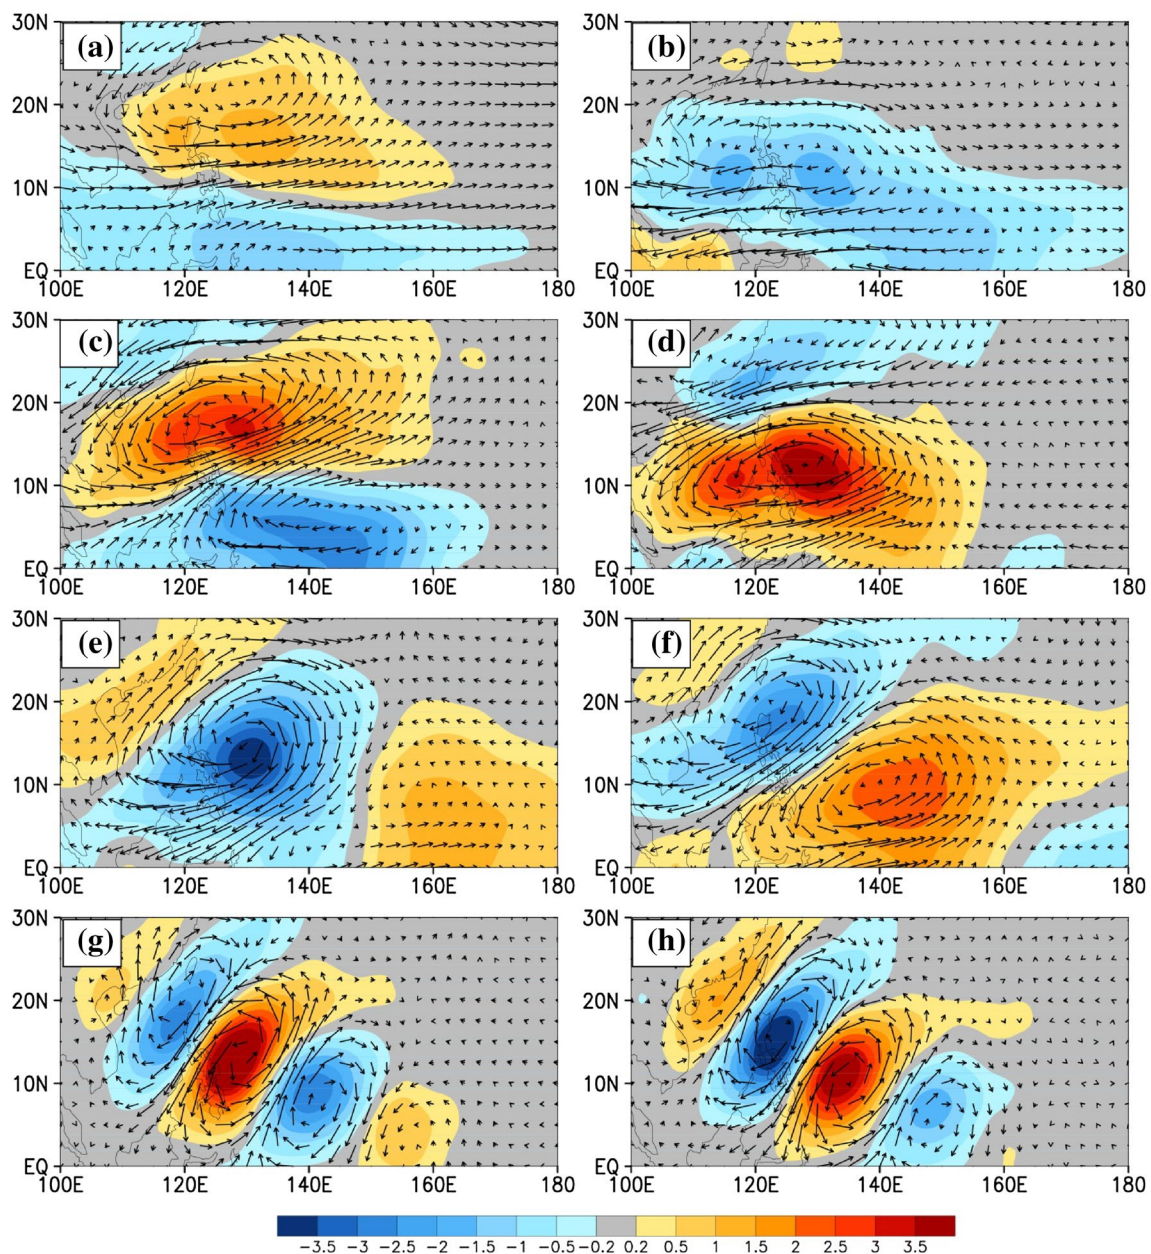 30N (a) 30N (b)
20N 20N
10N 10N
EQ EQ
100E 120E 140E 160E 180 100E 120E 140E 160E 180
30N (c) 30N (d)
20N 20N
10N 10N
EQ EQ
100E 120E 140E 160E 180 100E 120E 140E 160E 180
30N (e) 30N (f)
20N 20N
10N 10N
EQ EQ
100E 120E 140E 160E 180 100E 120E 140E 160E 180
30N (g) 30N (h)
20N 20N
10N 10N
EQ EQ
100E 120E 140E 160E 180 100E 120E 140E 160E 180
-3.5 -3 -2.5 -2 -1.5 -1 -0.5 -0.2 0.2 0.5 1 1.5 2 2.5 3 3.5